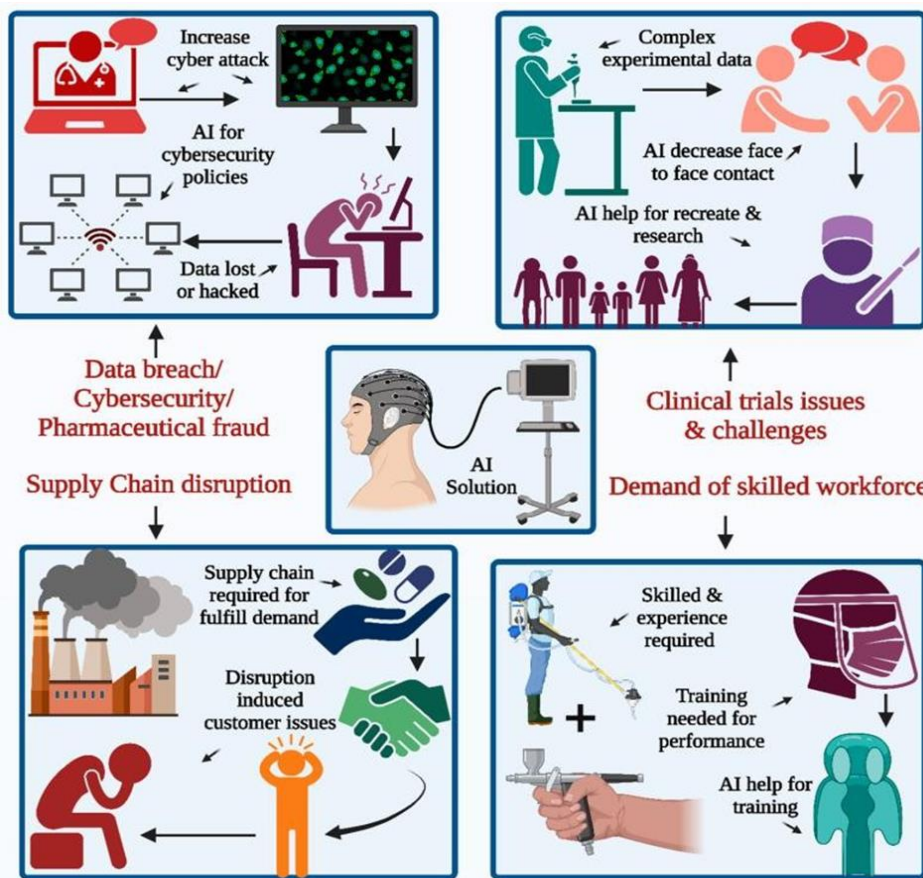 Increase
cyber attack
AI for
cybersecurity
policies
Data lost
or hacked
Complex
experimental data
AI decrease face
to face contact
AI help for recreate &
research
Data breach/
Cybersecurity/
Pharmaceutical fraud
AI
Solution
Clinical trials issues
& challenges
Supply Chain disruption
Demand of skilled workforce
Supply chain
required for
fulfill demand
Disruption
induced
customer issues
Skilled &
experience
required
Training
needed for
performance
AI help for
training